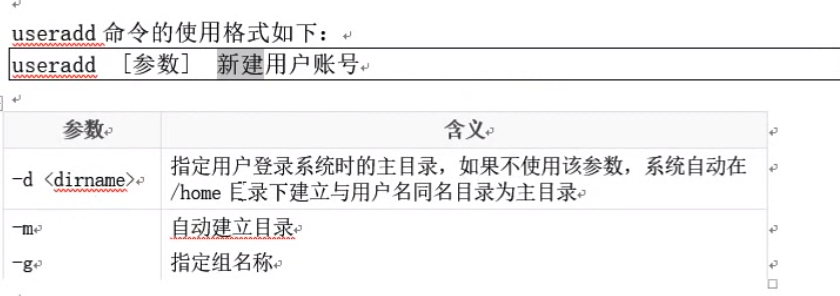 useradd 命令的使用格式如下：
useradd [参数] 新建用户账号
参数 含义
-d <dirname> 指定用户登录系统时的主目录，如果不使用该参数，系统自动在
/home 目录下建立与用户名同名目录为主目录
-m 自动建立目录
-g 指定组名称